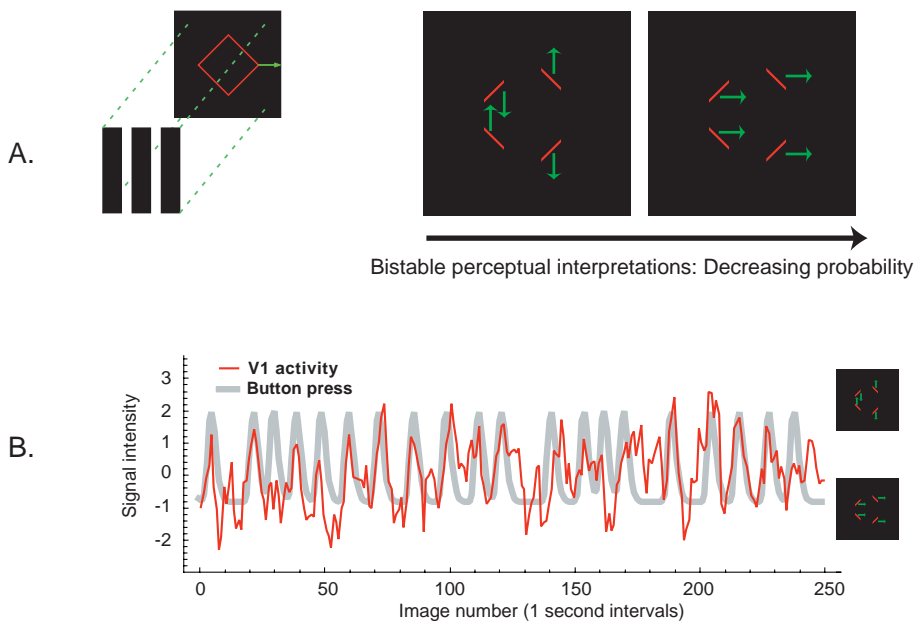 A.
Bistable perceptual interpretations: Decreasing probability
B.
V1 activity
Button press
Signal intensity
3
2
1
0
-1
-2
0
50
100
150
200
250
Image number (1 second intervals)